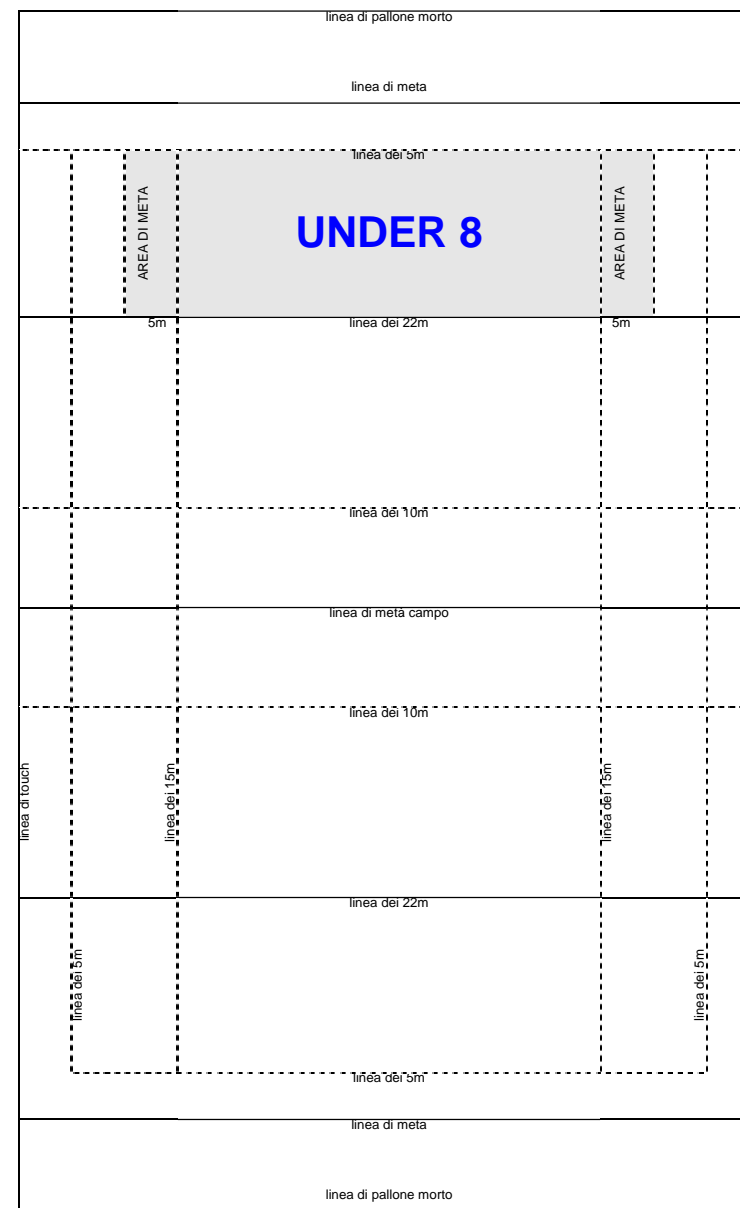 linea di pallone morto
linea di meta
linea dei 5m
AREA DI META
UNDER 8
AREA DI META
5m
linea dei 22m
5m
linea dei 10m
linea di metà campo
linea dei 10m
linea di touch
linea dei 15m
linea dei 15m
linea dei 22m
linea dei 5m
linea dei 5m
linea dei 5m
linea di meta
linea di pallone morto